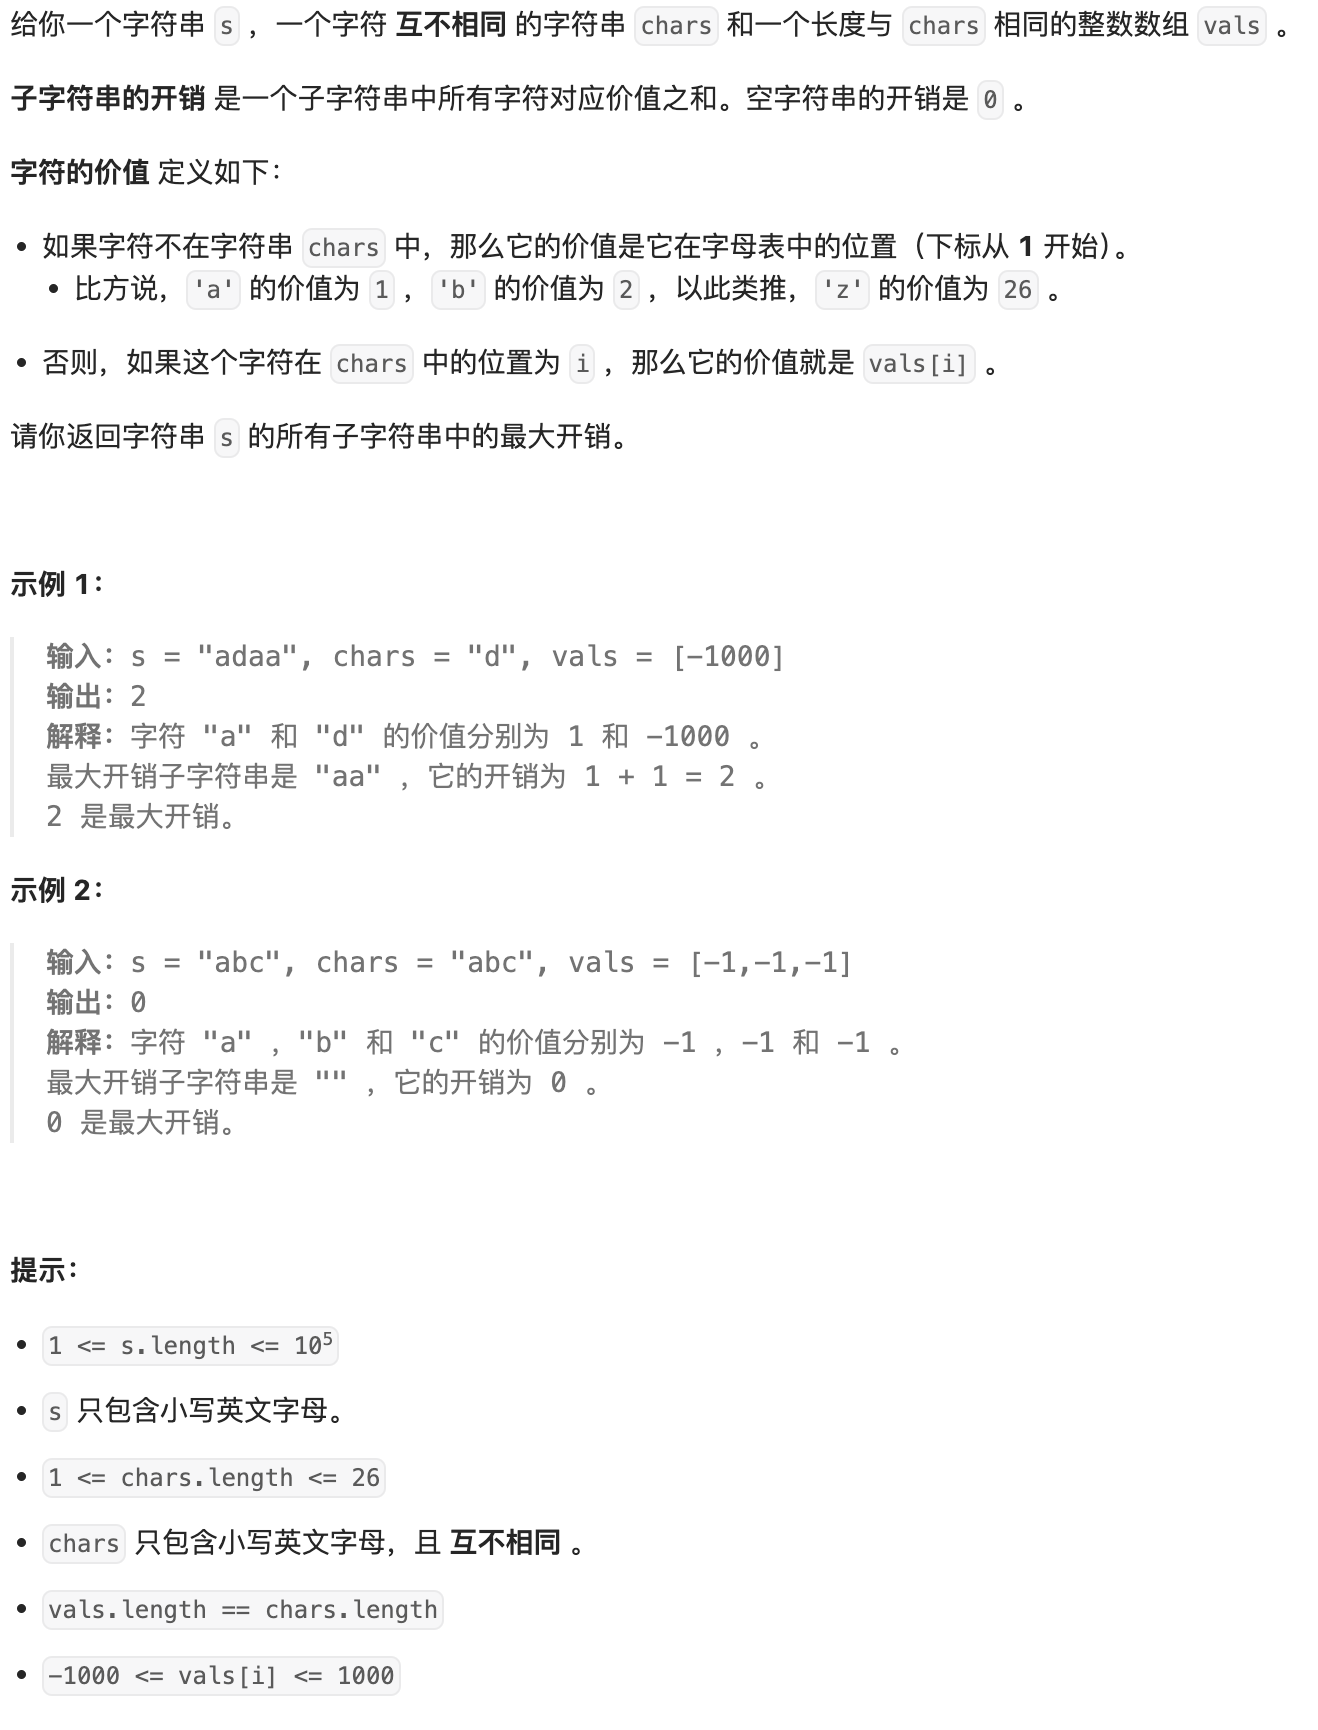 给你一个字符串 s ，一个字符 互不相同 的字符串 chars 和一个长度与 chars 相同的整数数组 vals 。
子字符串的开销 是一个子字符串中所有字符对应价值之和。空字符串的开销是 0 。
字符的价值 定义如下：
• 如果字符不在字符串 chars 中，那么它的价值是它在字母表中的位置（下标从 1 开始）。
• 比方说，'a' 的价值为 1 ，'b' 的价值为 2 ，以此类推，'z' 的价值为 26 。
• 否则，如果这个字符在 chars 中的位置为 i ，那么它的价值就是 vals[i] 。
请你返回字符串 s 的所有子字符串中的最大开销。
示例 1：
输入：s = "adaa", chars = "d", vals = [-1000]
输出：2
解释：字符 "a" 和 "d" 的价值分别为 1 和 -1000 。
最大开销子字符串是 "aa" ，它的开销为 1 + 1 = 2 。
2 是最大开销。
示例 2：
输入：s = "abc", chars = "abc", vals = [-1,-1,-1]
输出：0
解释：字符 "a" ，"b" 和 "c" 的价值分别为 -1 ，-1 和 -1 。
最大开销子字符串是 "" ，它的开销为 0 。
0 是最大开销。
提示：
• 1 <= s.length <= 10⁵
• s 只包含小写英文字母。
• 1 <= chars.length <= 26
• chars 只包含小写英文字母，且 互不相同 。
• vals.length == chars.length
• -1000 <= vals[i] <= 1000